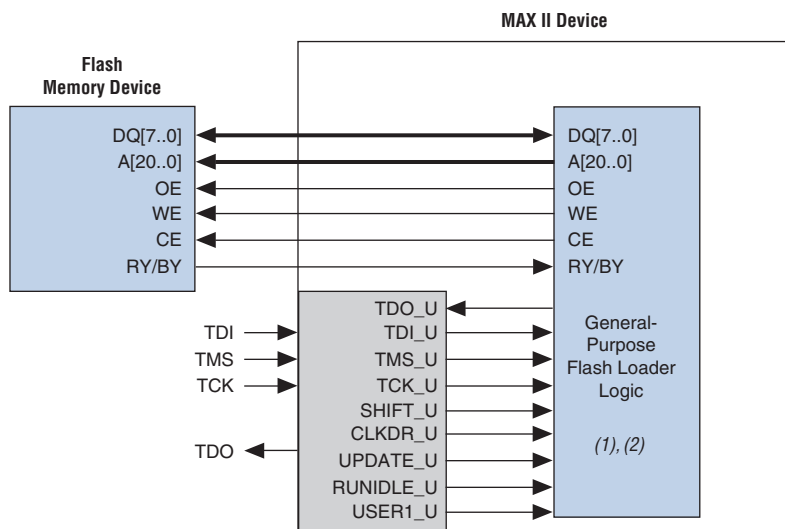 MAX II Device
Flash
Memory Device
DQ[7..0]
A[20..0]
OE
WE
CE
RY/BY
DQ[7..0]
A[20..0]
OE
WE
CE
RY/BY
TDI
TMS
TCK
TDO
TDO_U
TDI_U
TMS_U
TCK_U
SHIFT_U
CLKDR_U
UPDATE_U
RUNIDLE_U
USER1_U
General-
Purpose
Flash Loader
Logic
(1), (2)